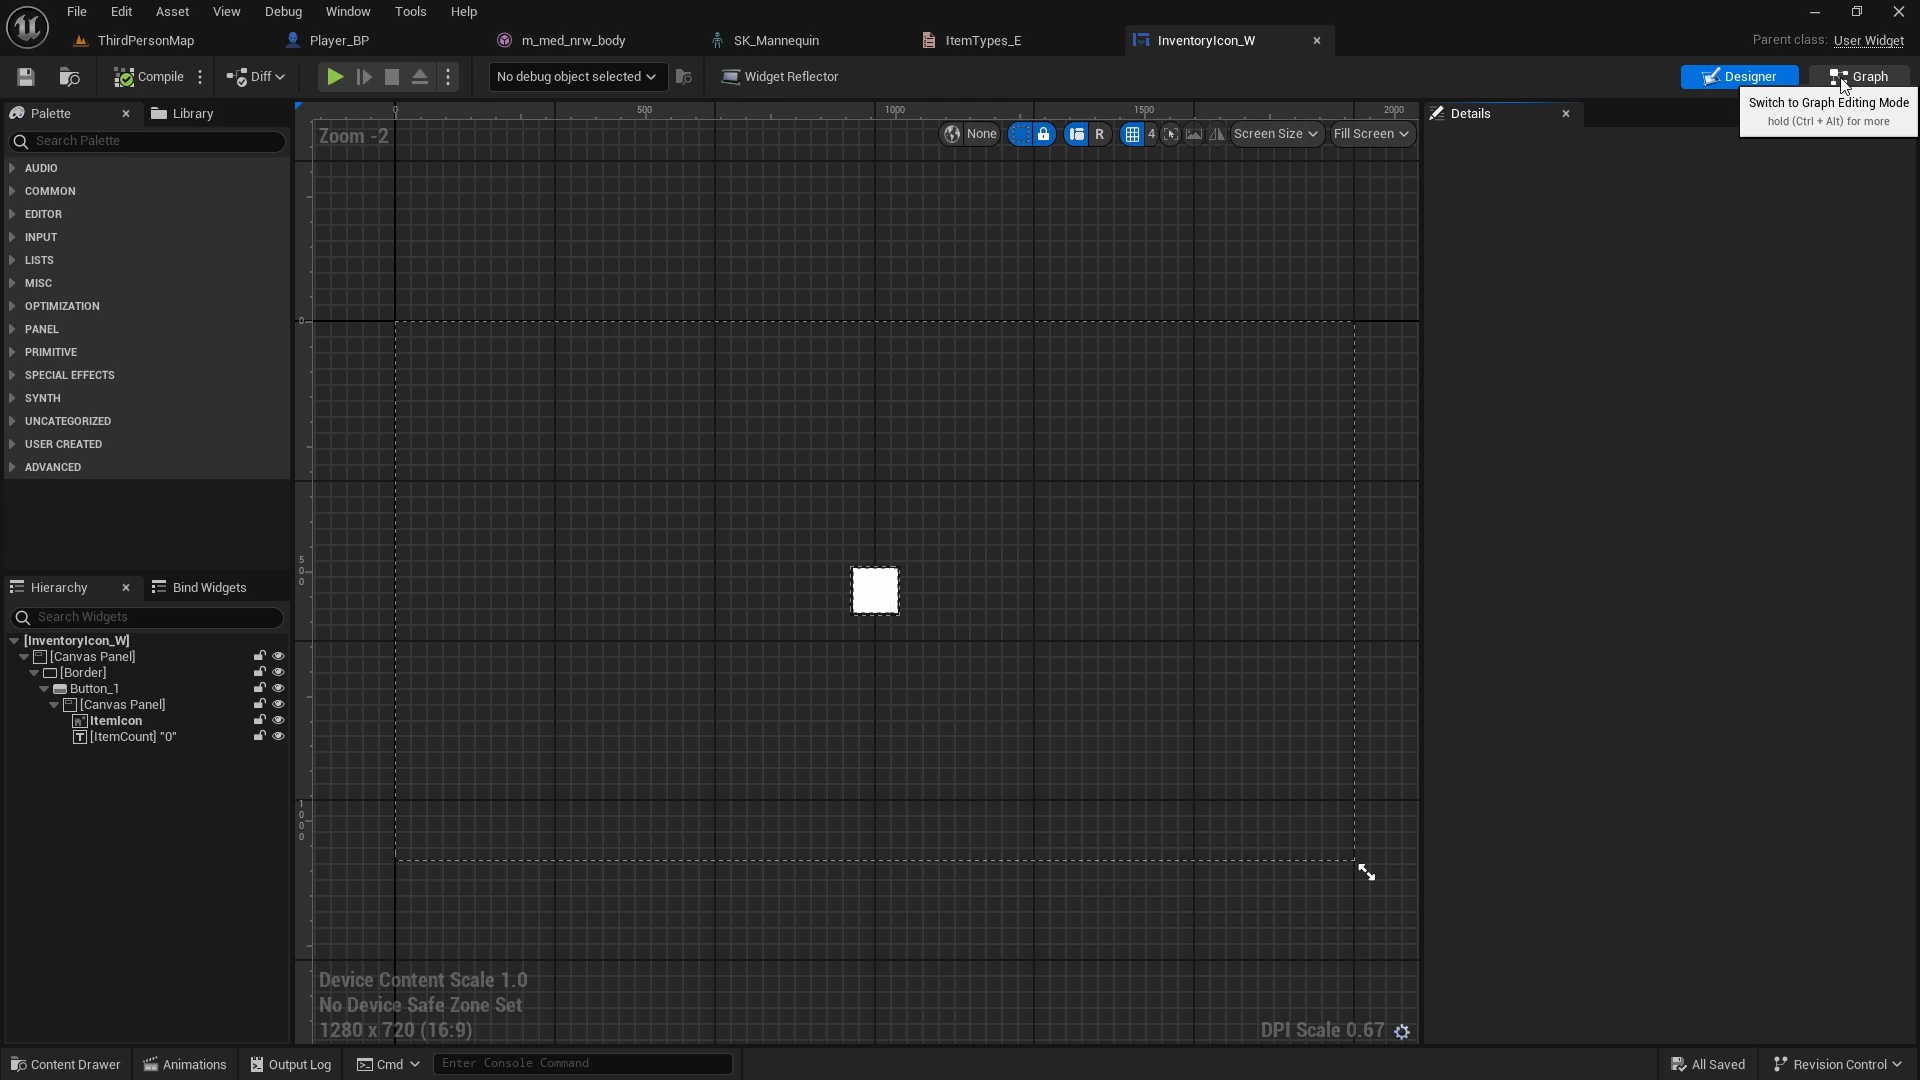 File Edit Asset View Debug Window Tools Help
ThirdPersonMap Player_BP m_med_nrw_body SK_Mannequin ItemTypes_E InventoryIcon_W Parent class: User Widget
Compile Diff No debug object selected Widget Reflector Designer Graph
Switch to Graph Editing Mode
hold (Ctrl + Alt) for more
Palette Library
Details
Search Palette
AUDIO
COMMON
EDITOR
INPUT
LISTS
MISC
OPTIMIZATION
PANEL
PRIMITIVE
SPECIAL EFFECTS
SYNTH
UNCATEGORIZED
USER CREATED
ADVANCED
0 500 1000 1500 2000
Zoom -2
None R 4 Screen Size Fill Screen
0
500
1000
Hierarchy Bind Widgets
Search Widgets
[InventoryIcon_W]
[Canvas Panel]
[Border]
Button_1
[Canvas Panel]
ItemIcon
[ItemCount] "0"
Device Content Scale 1.0
No Device Safe Zone Set
1280 x 720 (16:9)
DPI Scale 0.67
Content Drawer Animations Output Log Cmd Enter Console Command All Saved Revision Control